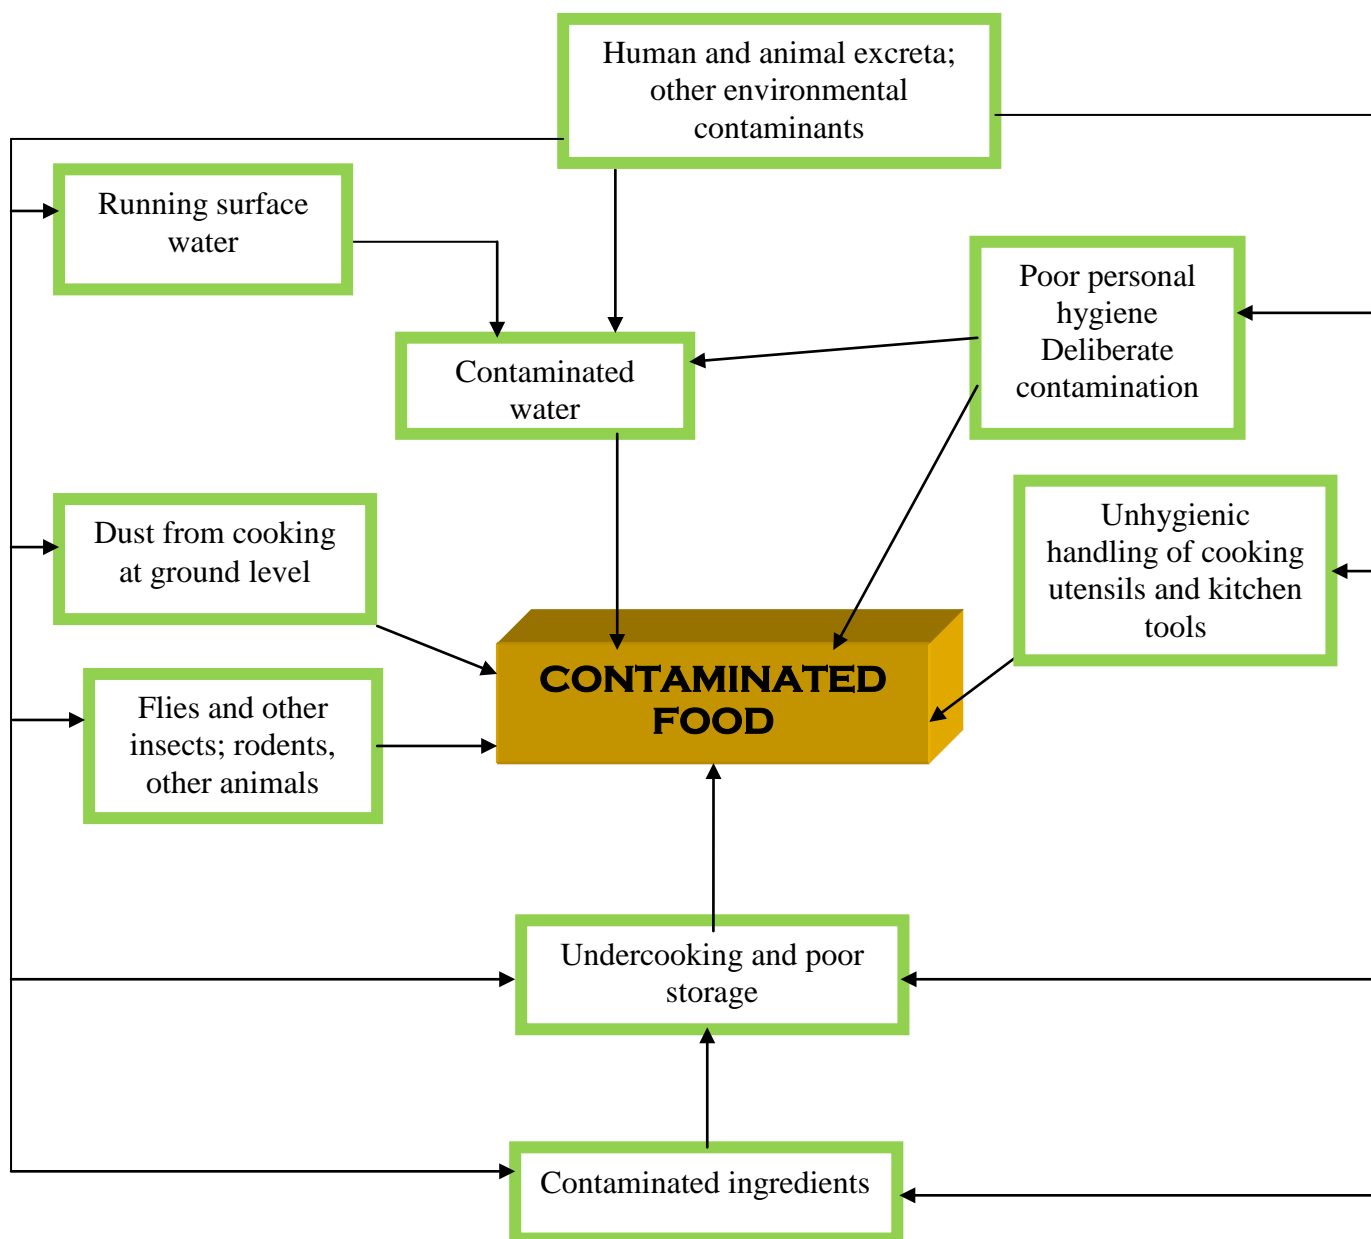 Human and animal excreta;
other environmental
contaminants
Running surface
water
Poor personal
hygiene
Deliberate
contamination
Contaminated
water
Dust from cooking
at ground level
Unhygienic
handling of cooking
utensils and kitchen
tools
CONTAMINATED
FOOD
Flies and other
insects; rodents,
other animals
Undercooking and poor
storage
Contaminated ingredients